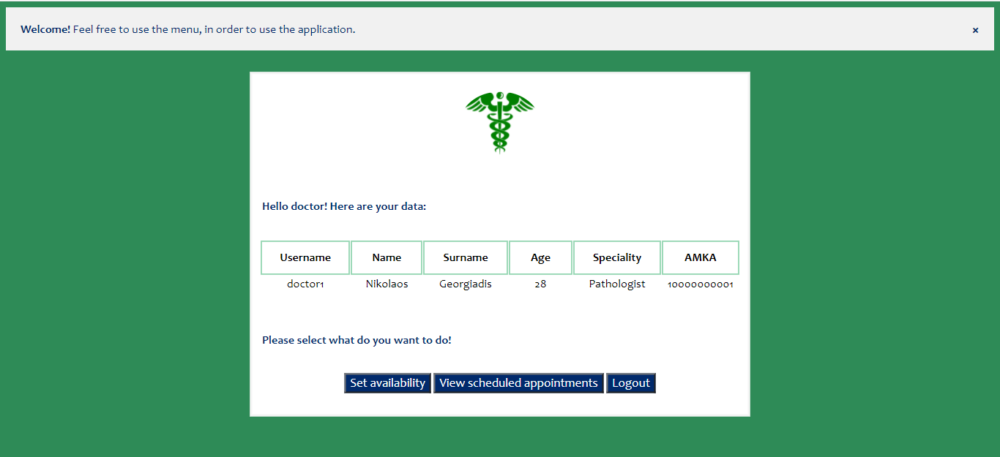 Welcome! Feel free to use the menu, in order to use the application. ×
Hello doctor! Here are your data:
Username Name Surname Age Speciality AMKA
doctor1 Nikolaos Georgiadis 28 Pathologist 10000000001
Please select what do you want to do!
Set availability View scheduled appointments Logout